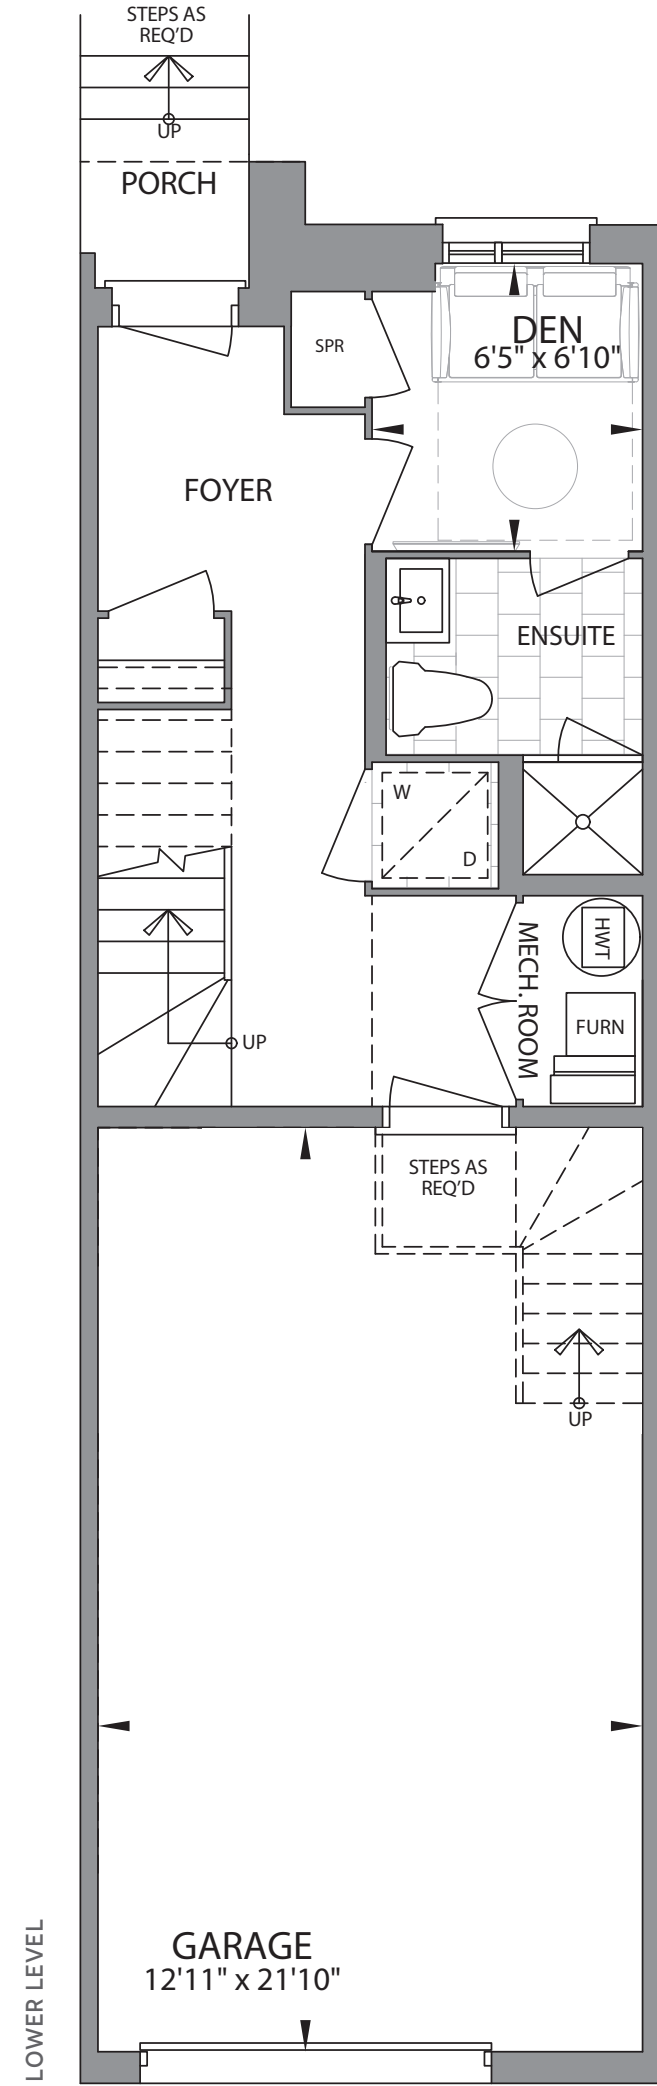 STEPS AS
REQ'D
UP
PORCH
SPR
DEN
6'5" x 6'10"
FOYER
ENSUITE
W
D
HWT
MECH. ROOM
FURN
UP
STEPS AS
REQ'D
UP
GARAGE
12'11" x 21'10"
LOWER LEVEL